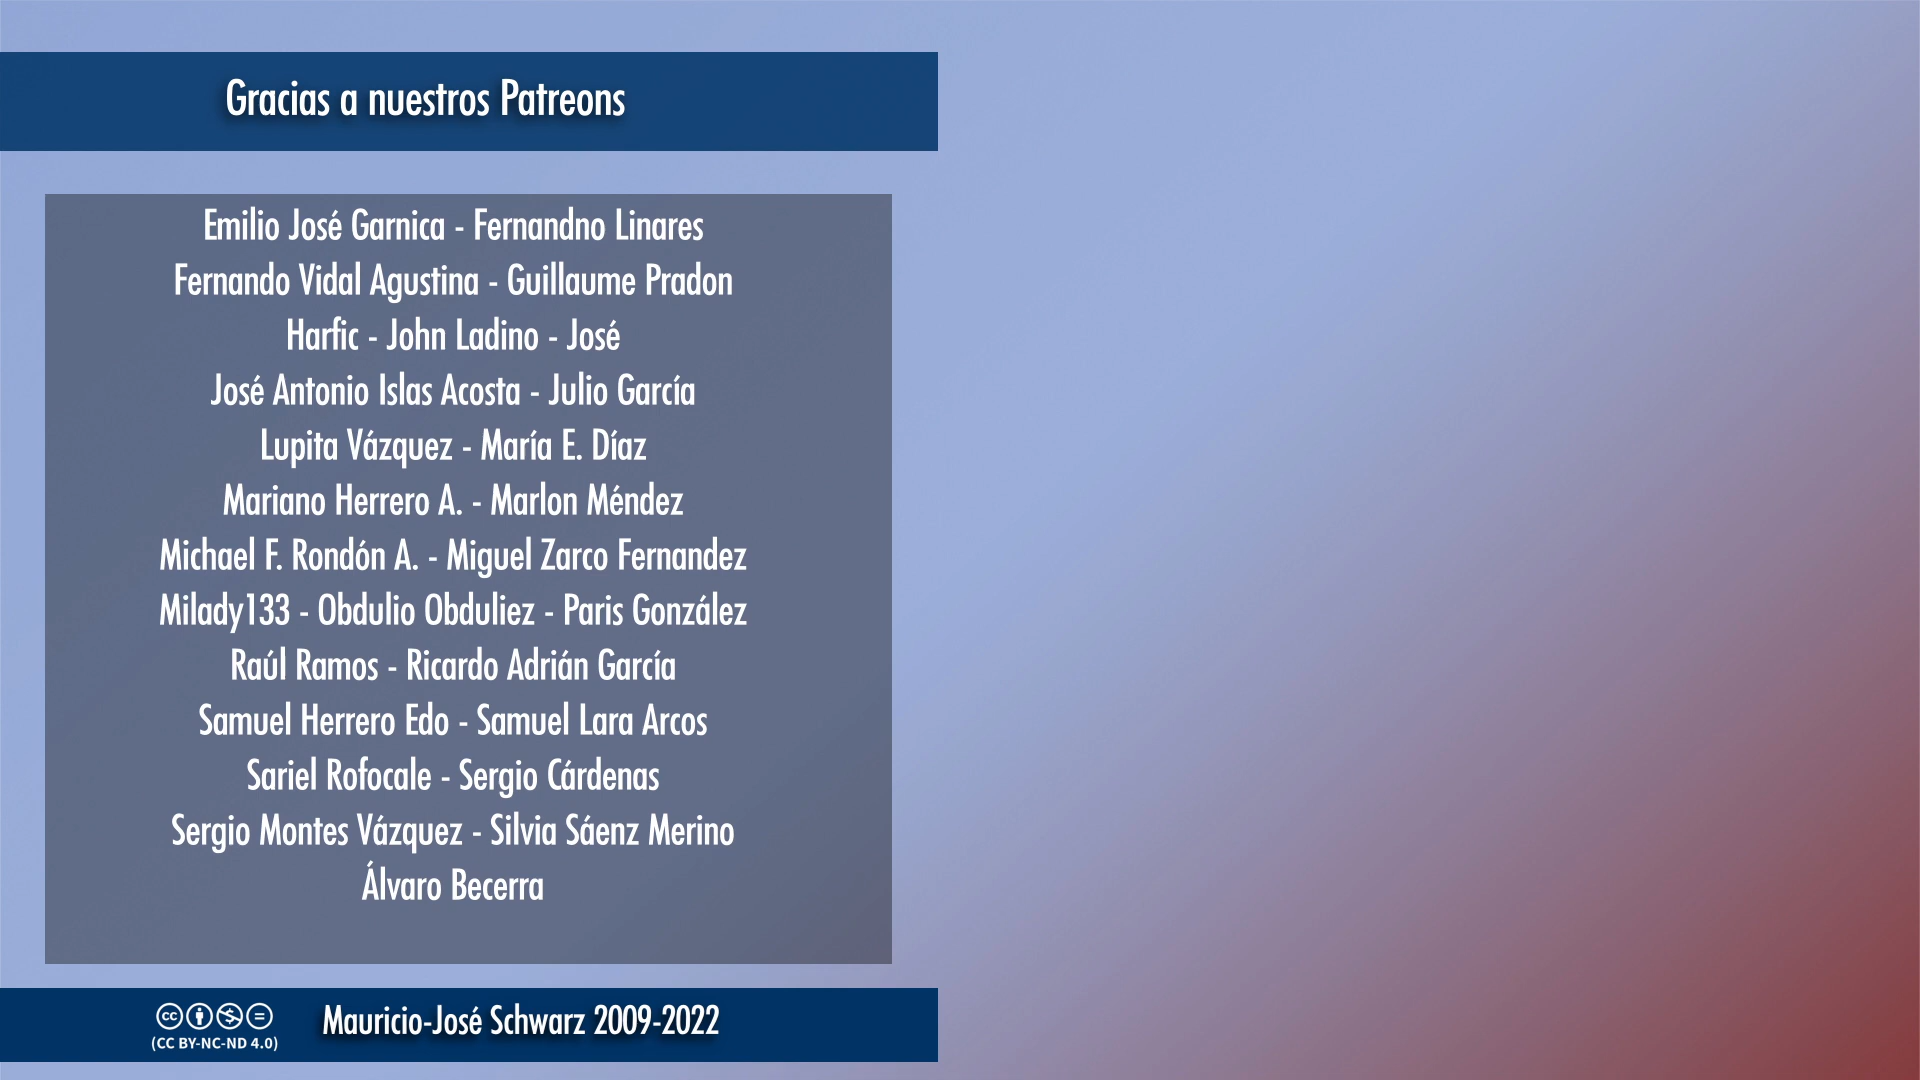 Gracias a nuestros Patreons
Emilio José Garnica - Fernandno Linares
Fernando Vidal Agustina - Guillaume Pradon
Harfic - John Ladino - José
José Antonio Islas Acosta - Julio García
Lupita Vázquez - María E. Díaz
Mariano Herrero A. - Marlon Méndez
Michael F. Rondón A. - Miguel Zarco Fernandez
Milady133 - Obdulio Obduliez - Paris González
Raúl Ramos - Ricardo Adrián García
Samuel Herrero Edo - Samuel Lara Arcos
Sariel Rofocale - Sergio Cárdenas
Sergio Montes Vázquez - Silvia Sáenz Merino
Álvaro Becerra
Mauricio-José Schwarz 2009-2022
(CC BY-NC-ND 4.0)